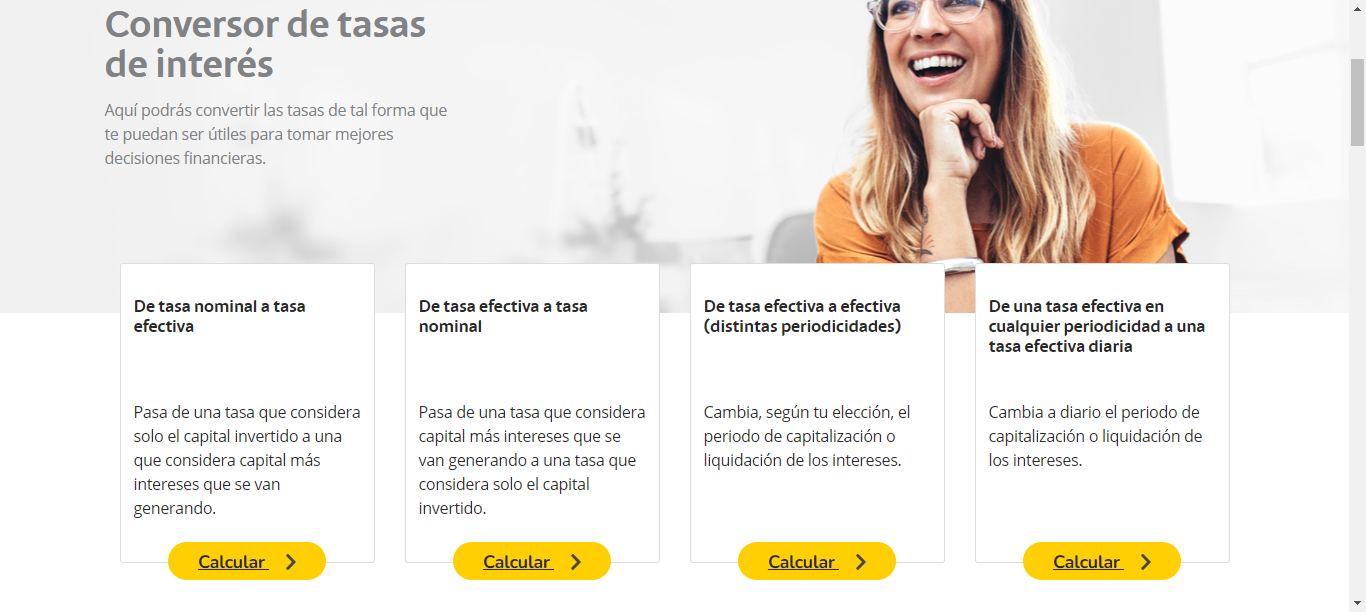 Conversor de tasas
de interés
Aquí podrás convertir las tasas de tal forma que
te puedan ser útiles para tomar mejores
decisiones financieras.
De tasa nominal a tasa
efectiva
Pasa de una tasa que considera
solo el capital invertido a una
que considera capital más
intereses que se van
generando.
Calcular
De tasa efectiva a tasa
nominal
Pasa de una tasa que considera
capital más intereses que se
van generando a una tasa que
considera solo el capital
invertido.
Calcular
De tasa efectiva a efectiva
(distintas periodicidades)
Cambia, según tu elección, el
periodo de capitalización o
liquidación de los intereses.
Calcular
De una tasa efectiva en
cualquier periodicidad a una
tasa efectiva diaria
Cambia a diario el periodo de
capitalización o liquidación de
los intereses.
Calcular